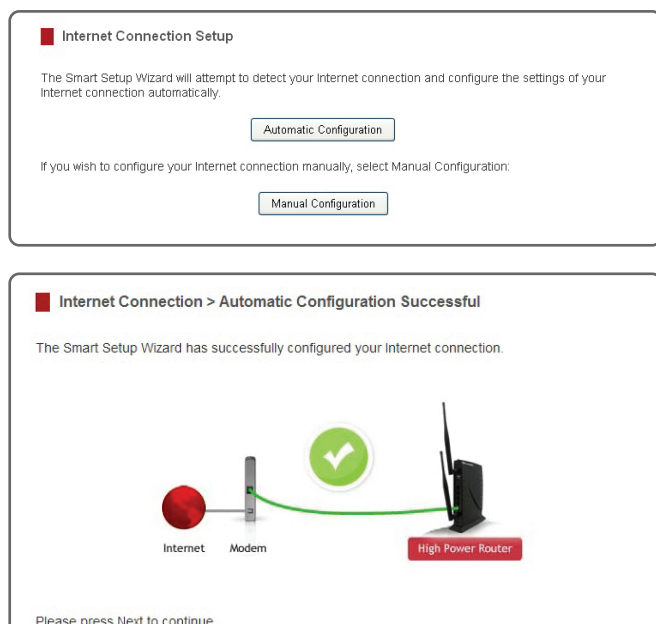 Internet Connection Setup
The Smart Setup Wizard will attempt to detect your Internet connection and configure the settings of your
Internet connection automatically.
Automatic Configuration
If you wish to configure your Internet connection manually, select Manual Configuration:
Manual Configuration
Internet Connection > Automatic Configuration Successful
The Smart Setup Wizard has successfully configured your Internet connection.
Internet Modem High Power Router
Please press Next to continue